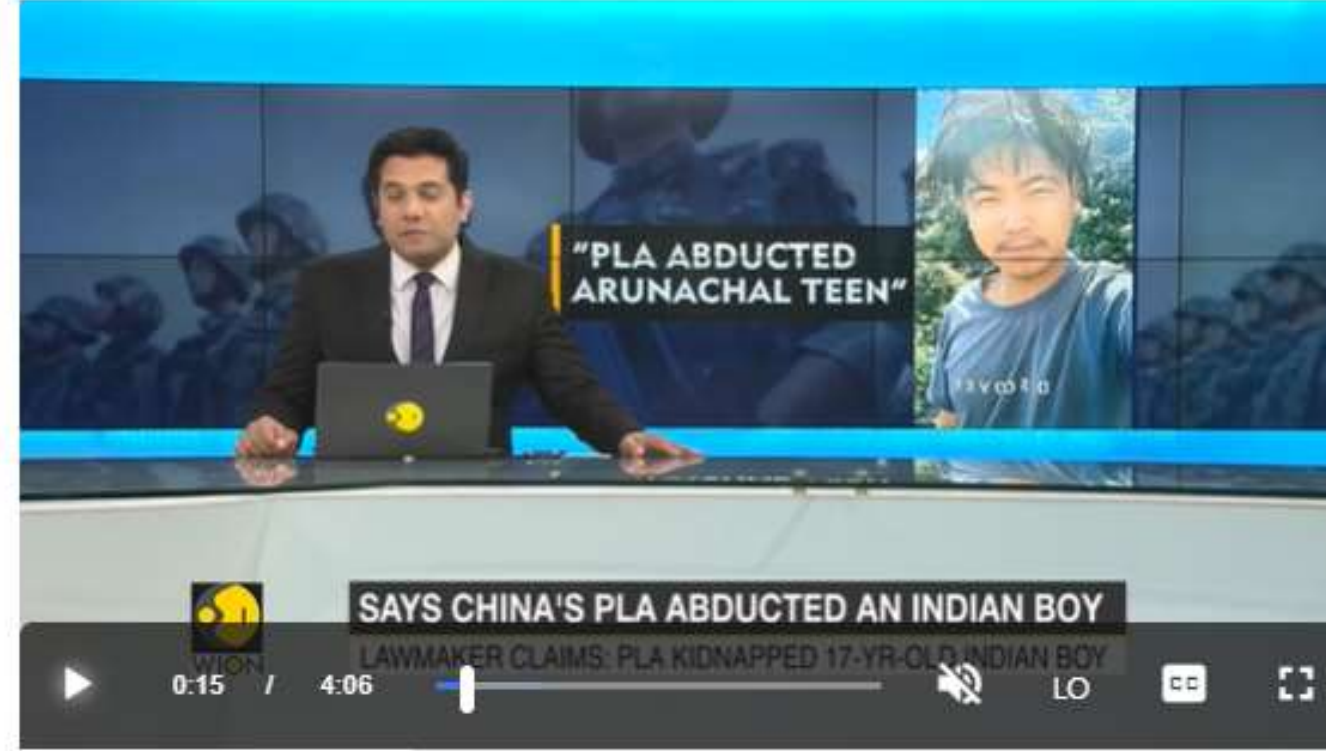 "PLA ABDUCTED
ARUNACHAL TEEN"
SAYS CHINA'S PLA ABDUCTED AN INDIAN BOY
WION
LAWMAKER CLAIMS: PLA KIDNAPPED 17-YR-OLD INDIAN BOY
0:15 / 4:06
LO
CC